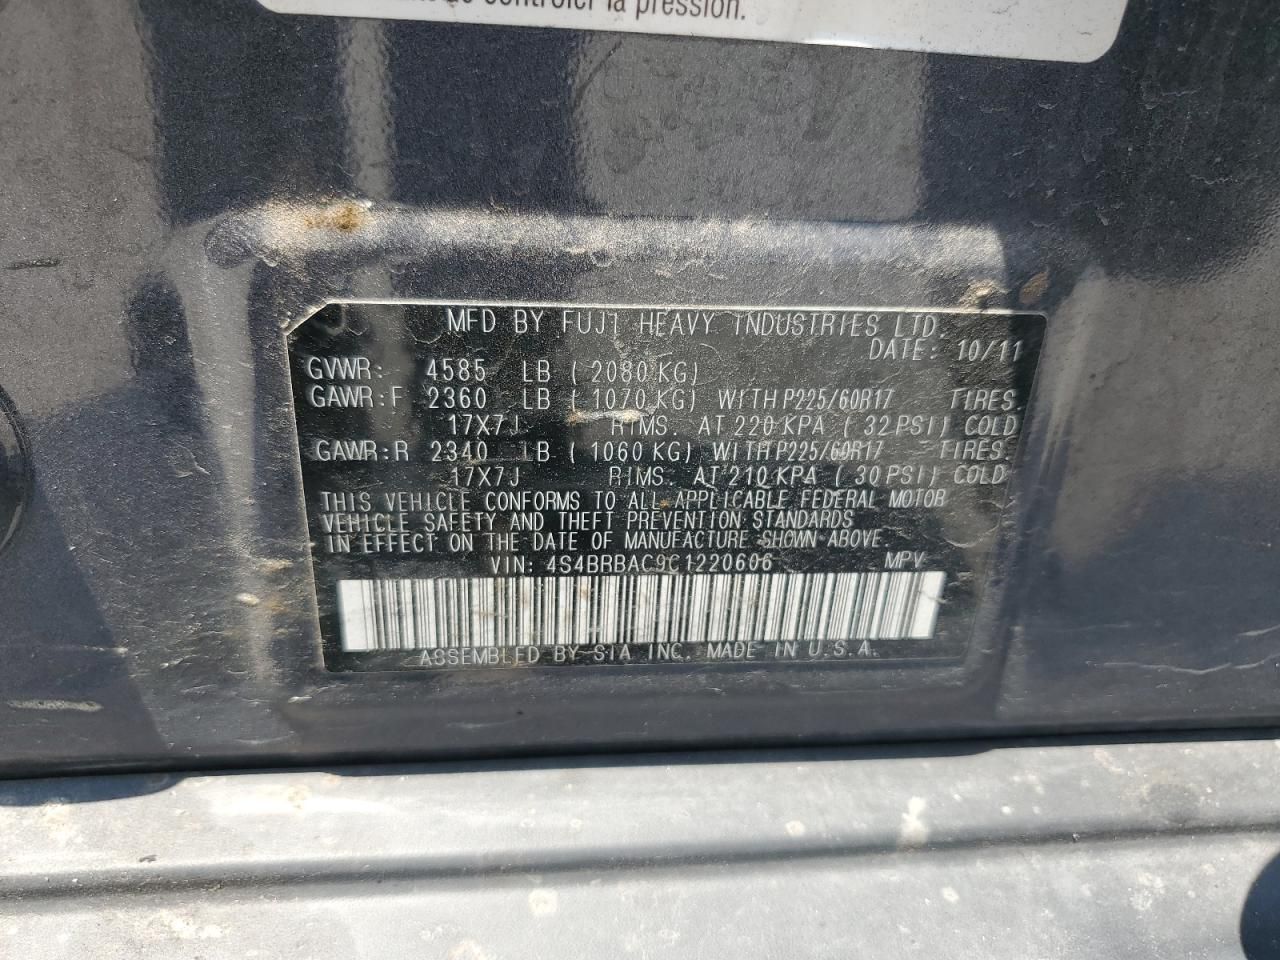 de contrôler la pression.
MFD BY FUJI HEAVY INDUSTRIES LTD.
DATE: 10/11
GVWR: 4585 LB (2080 KG)
GAWR:F 2360 LB (1070 KG) WITH P225/60R17 TIRES
17X7J RIMS. AT 220 KPA (32 PSI) COLD
GAWR:R 2340 LB (1060 KG) WITH P225/60R17 TIRES.
17X7J RIMS. AT 210 KPA (30 PSI) COLD
THIS VEHICLE CONFORMS TO ALL APPLICABLE FEDERAL MOTOR
VEHICLE SAFETY AND THEFT PREVENTION STANDARDS
IN EFFECT ON THE DATE OF MANUFACTURE SHOWN ABOVE.
VIN: 4S4BRBAC9C1220606 MPV
ASSEMBLED BY SIA INC. MADE IN U.S.A.